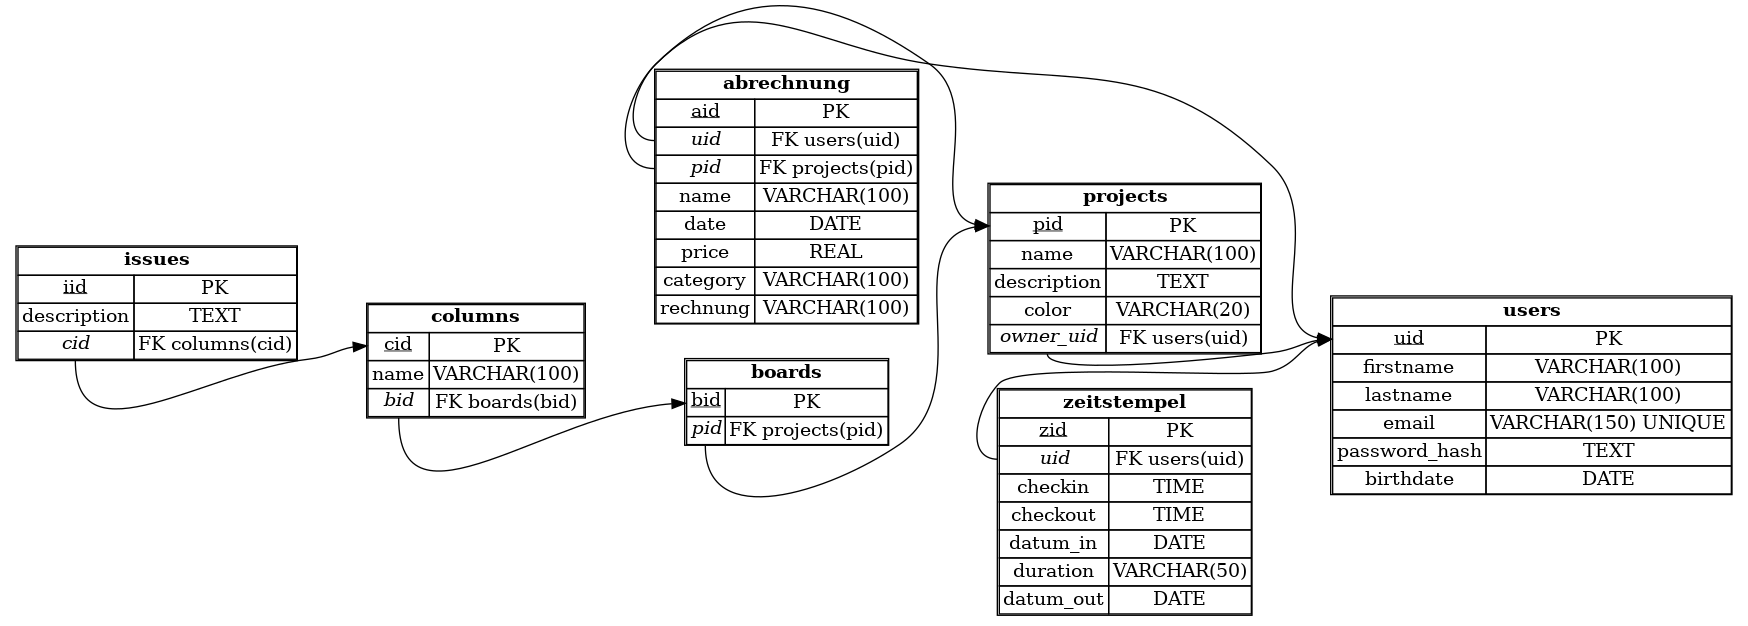 abrechnung
aid PK
uid FK users(uid)
pid FK projects(pid)
name VARCHAR(100)
date DATE
price REAL
category VARCHAR(100)
rechnung VARCHAR(100)
projects
pid PK
name VARCHAR(100)
description TEXT
color VARCHAR(20)
owner_uid FK users(uid)
issues
iid PK
description TEXT
cid FK columns(cid)
columns
cid PK
name VARCHAR(100)
bid FK boards(bid)
boards
bid PK
pid FK projects(pid)
users
uid PK
firstname VARCHAR(100)
lastname VARCHAR(100)
email VARCHAR(150) UNIQUE
password_hash TEXT
birthdate DATE
zeitstempel
zid PK
uid FK users(uid)
checkin TIME
checkout TIME
datum_in DATE
duration VARCHAR(50)
datum_out DATE